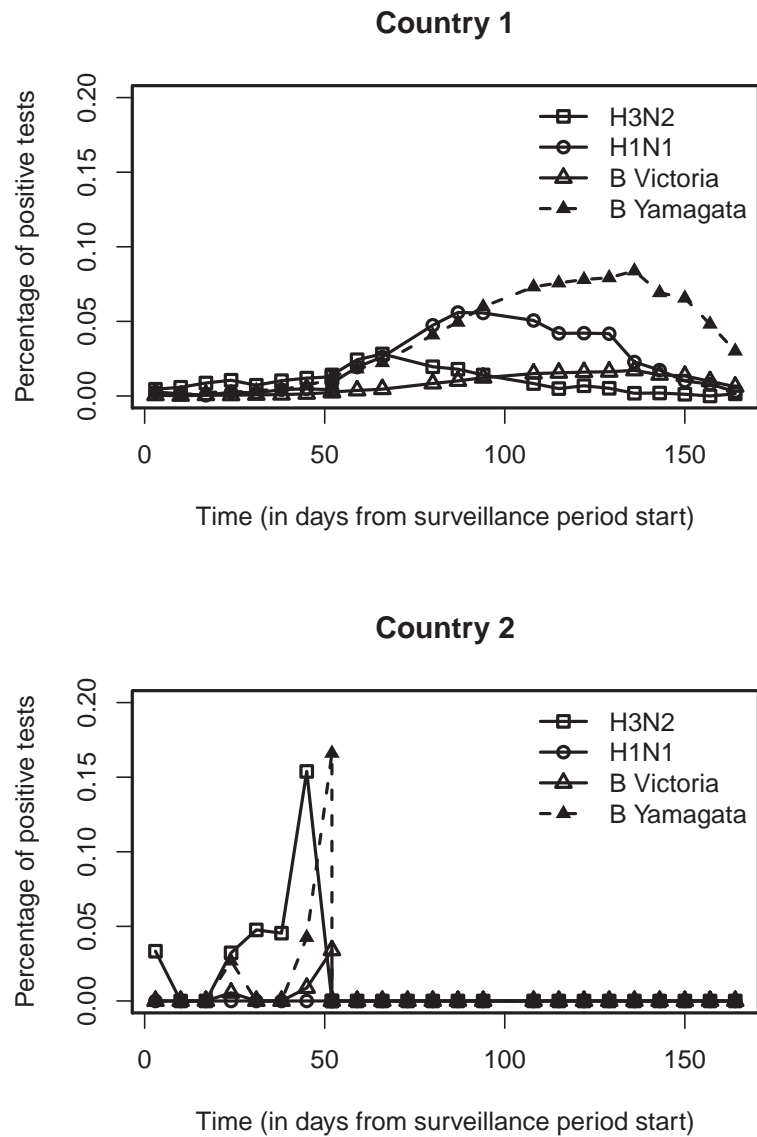 Country 1
Percentage of positive tests
0.20
0.15
0.10
0.05
0.00
H3N2
H1N1
B Victoria
B Yamagata
0 50 100 150
Time (in days from surveillance period start)
Country 2
Percentage of positive tests
0.20
0.15
0.10
0.05
0.00
H3N2
H1N1
B Victoria
B Yamagata
0 50 100 150
Time (in days from surveillance period start)